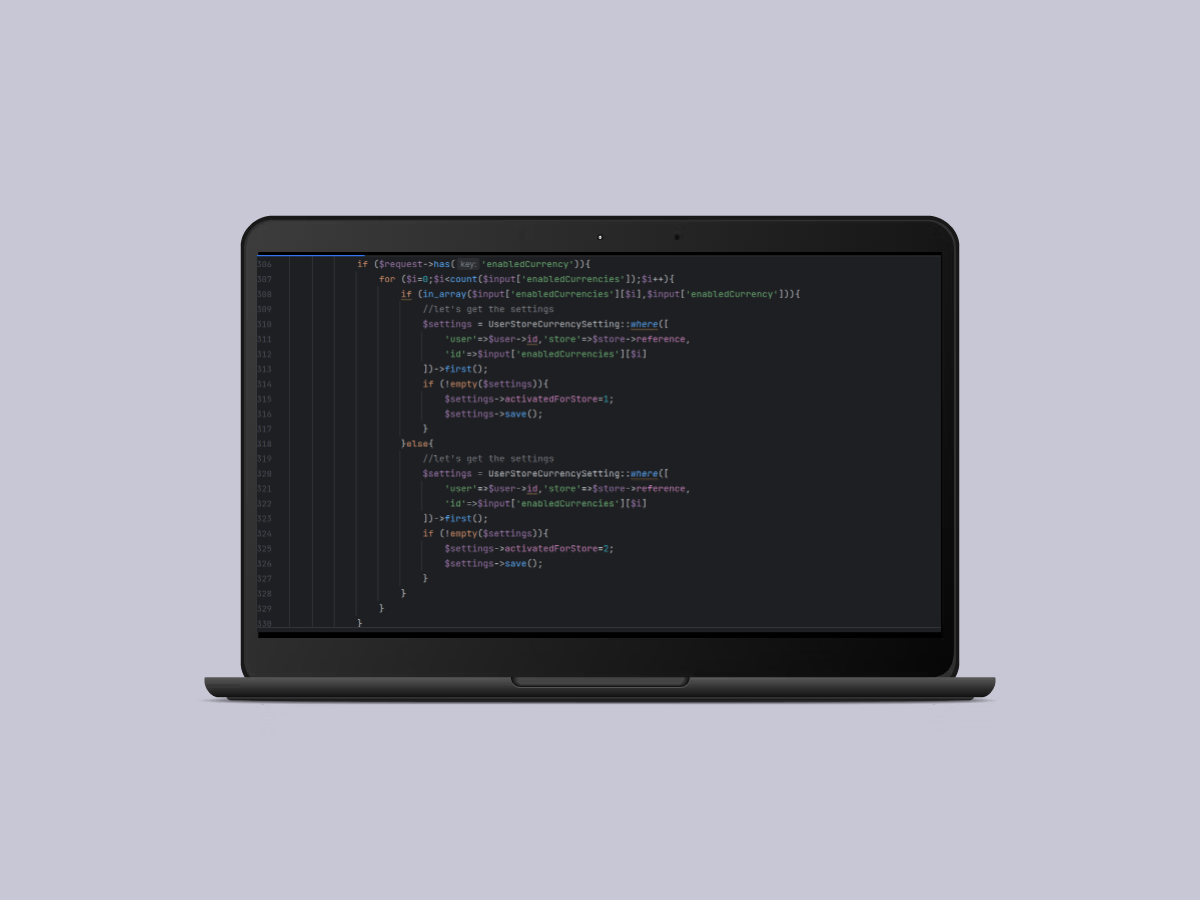 306 if ($request->has( key: 'enabledCurrency')){
307 for ($i=0;$i<count($input['enabledCurrencies']);$i++){
308 if (in_array($input['enabledCurrencies'][$i],$input['enabledCurrency'])){
309 //let's get the settings
310 $settings = UserStoreCurrencySetting::where([
311 'user'=>$user->id,'store'=>$store->reference,
312 'id'=>$input['enabledCurrencies'][$i]
313 ])->first();
314 if (!empty($settings)){
315 $settings->activatedForStore=1;
316 $settings->save();
317 }
318 }else{
319 //let's get the settings
320 $settings = UserStoreCurrencySetting::where([
321 'user'=>$user->id,'store'=>$store->reference,
322 'id'=>$input['enabledCurrencies'][$i]
323 ])->first();
324 if (!empty($settings)){
325 $settings->activatedForStore=2;
326 $settings->save();
327 }
328 }
329 }
330 }